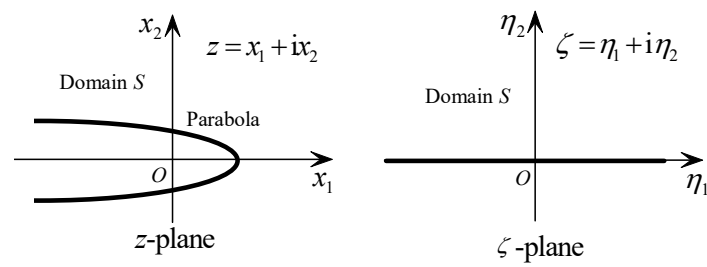 x₂
z = x₁ + ix₂
Domain S
Parabola
O
x₁
z-plane
η₂
ζ = η₁ + iη₂
Domain S
O
η₁
ζ -plane